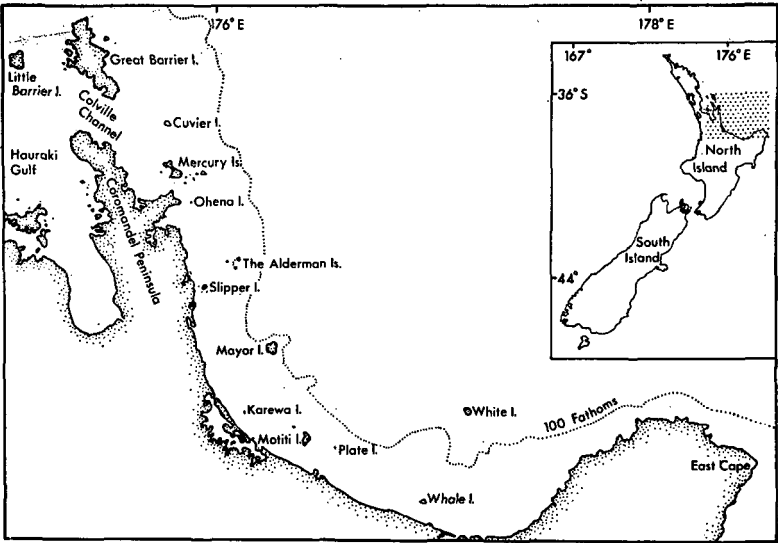 176° E
178° E
Great Barrier I.
Little
Barrier I.
Colville
Channel
Cuvier I.
Hauraki
Gulf
Mercury Is.
Ohena I.
Coromandel Peninsula
The Alderman Is.
Slipper I.
Mayor I.
Karewa I.
Motiti I.
Plate I.
White I.
100 Fathoms
Whale I.
East Cape
167°
176° E
36° S
North
Island
South
Island
44°